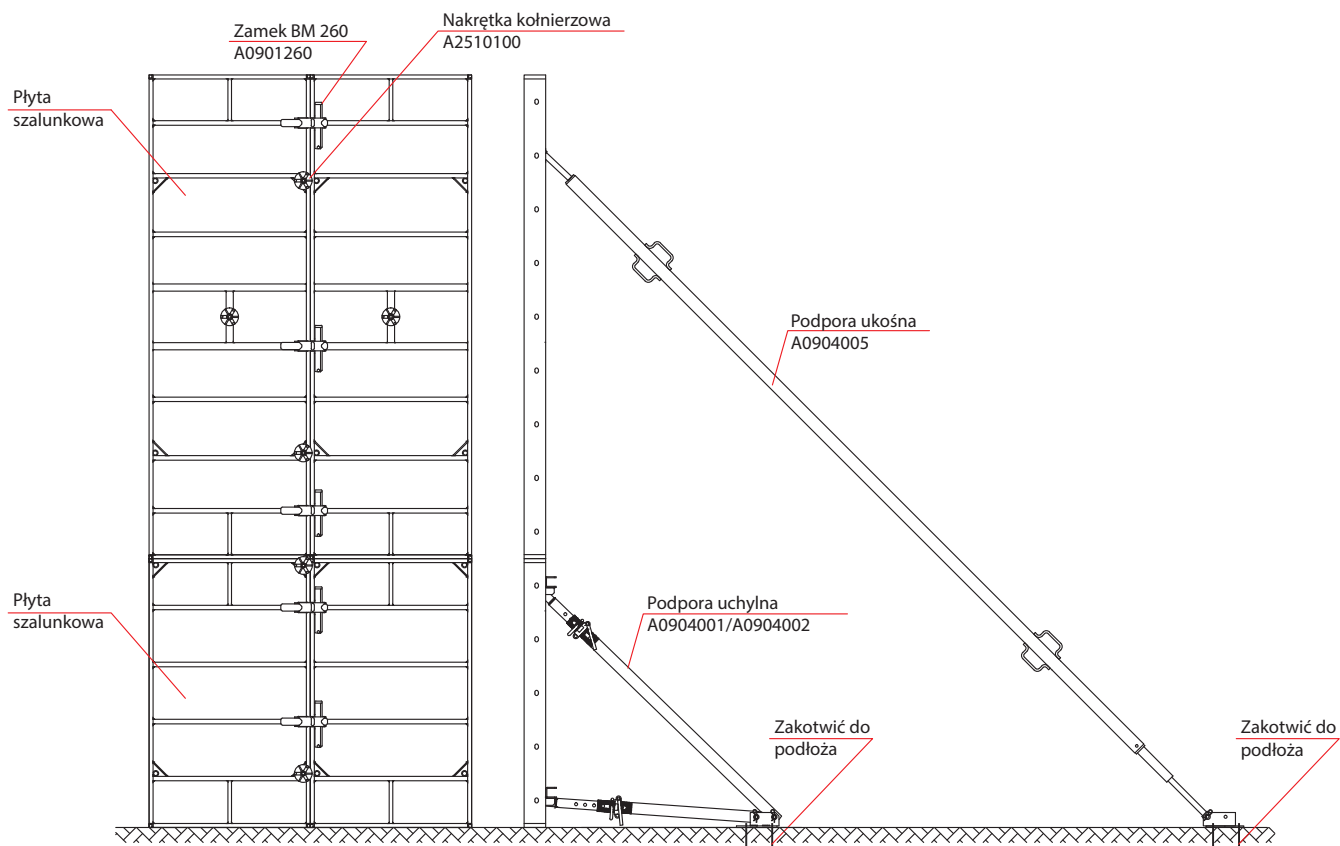 Zamek BM 260
A0901260
Nakrętka kołnierzowa
A2510100
Płyta
szalunkowa
Podpora ukośna
A0904005
Płyta
szalunkowa
Podpora uchylna
A0904001/A0904002
Zakotwić do
podłoża
Zakotwić do
podłoża